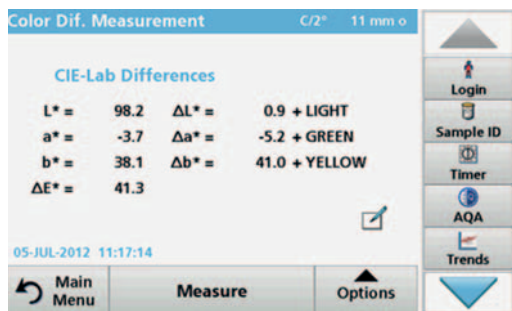 Color Dif. Measurement C/2° 11 mm o
CIE-Lab Differences
L* = 98.2 ΔL* = 0.9 + LIGHT
a* = -3.7 Δa* = -5.2 + GREEN
b* = 38.1 Δb* = 41.0 + YELLOW
ΔE* = 41.3
05-JUL-2012 11:17:14
Main Menu
Measure
Options
Login
Sample ID
Timer
AQA
Trends